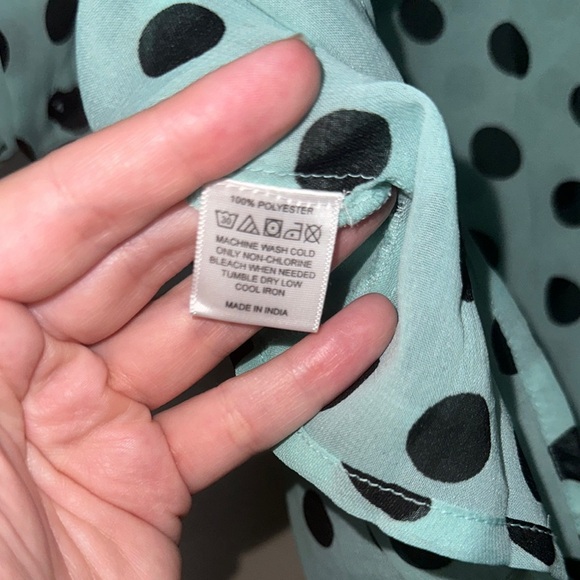 100% POLYESTER
30
MACHINE WASH COLD
ONLY NON-CHLORINE
BLEACH WHEN NEEDED
TUMBLE DRY LOW
COOL IRON
MADE IN INDIA